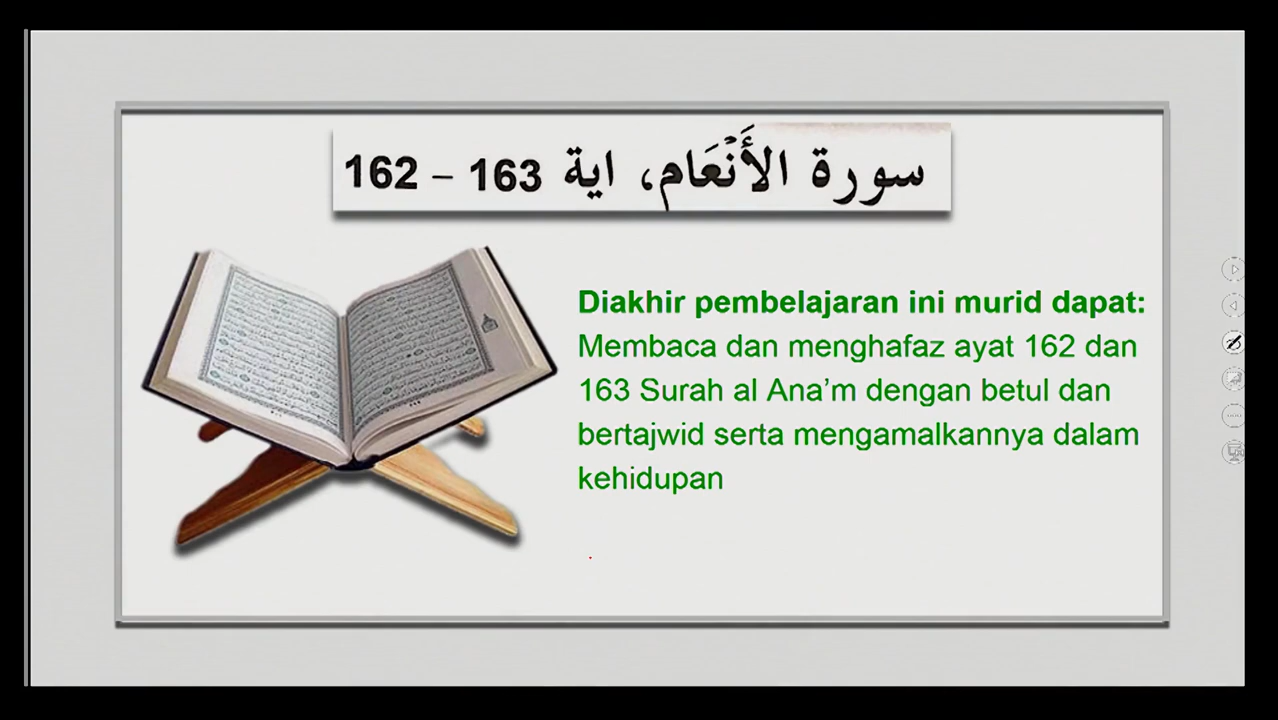 سورة الأَنْعَام، اية 163 – 162
Diakhir pembelajaran ini murid dapat:
Membaca dan menghafaz ayat 162 dan
163 Surah al Ana’m dengan betul dan
bertajwid serta mengamalkannya dalam
kehidupan